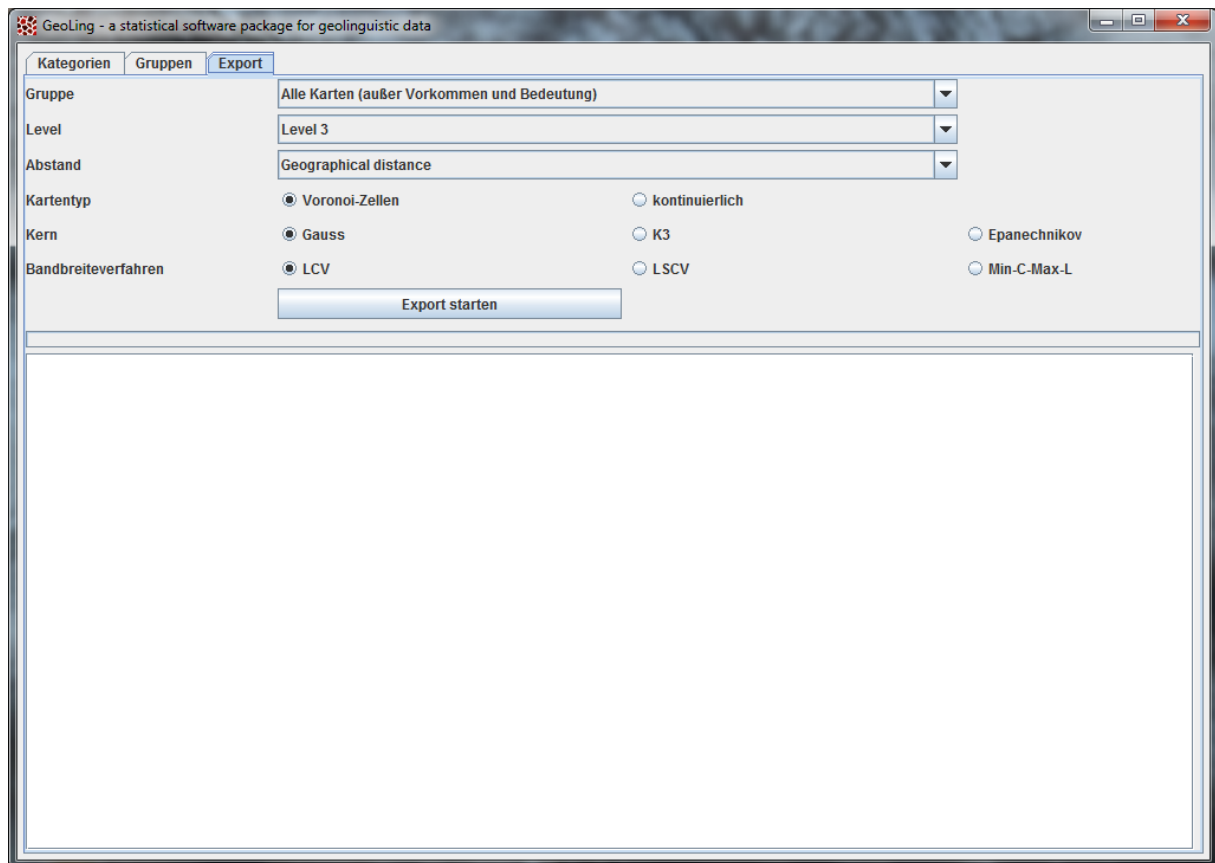 GeoLing - a statistical software package for geolinguistic data
Kategorien Gruppen Export
Gruppe Alle Karten (außer Vorkommen und Bedeutung)
Level Level 3
Abstand Geographical distance
Kartentyp Voronoi-Zellen kontinuierlich
Kern Gauss K3 Epanechnikov
Bandbreiteverfahren LCV LSCV Min-C-Max-L
Export starten